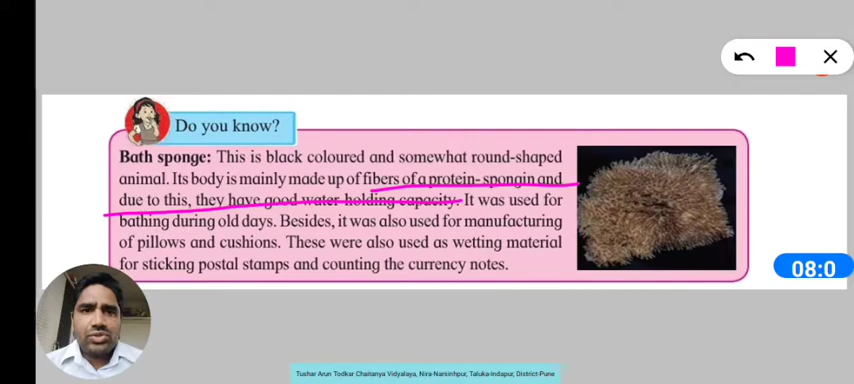 Do you know?
Bath sponge: This is black coloured and somewhat round-shaped
animal. Its body is mainly made up of fibers of a protein- spongin and
due to this, they have good water-holding capacity. It was used for
bathing during old days. Besides, it was also used for manufacturing
of pillows and cushions. These were also used as wetting material
for sticking postal stamps and counting the currency notes.
08:0
Tushar Arun Todkar Chaitanya Vidyalaya, Nira-Narsinhpur, Taluka-Indapur, District-Pune